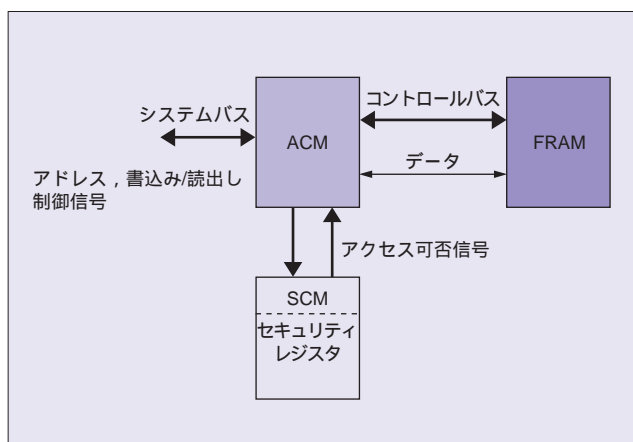 システムバス
ACM
コントロールバス
FRAM
データ
アドレス,書込み/読出し
制御信号
アクセス可否信号
SCM
セキュリティ
レジスタ